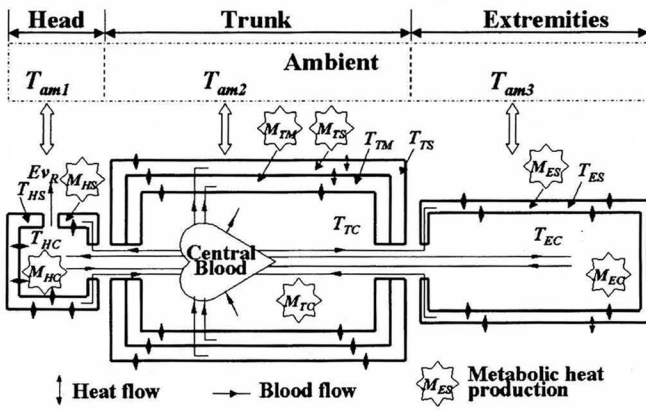 Head Trunk Extremities
Ambient
T_am1 T_am2 T_am3
M_TM M_TS T_TM T_TS
Ev_R M_HS M_ES T_ES
T_HS
T_HC T_TC T_EC
Central
Blood
M_HC M_TC M_EC
Heat flow Blood flow M_ES Metabolic heat
production